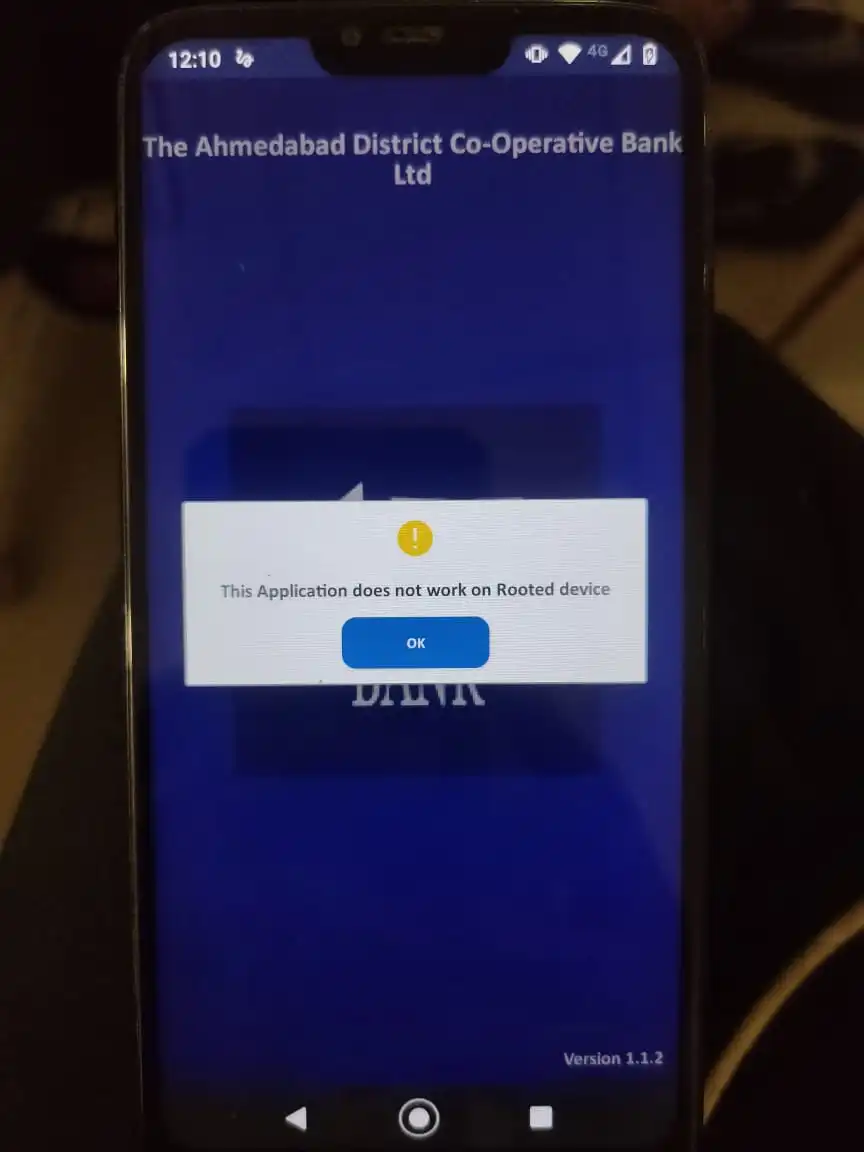 12:10
4G
The Ahmedabad District Co-Operative Bank
Ltd
This Application does not work on Rooted device
OK
BANK
Version 1.1.2